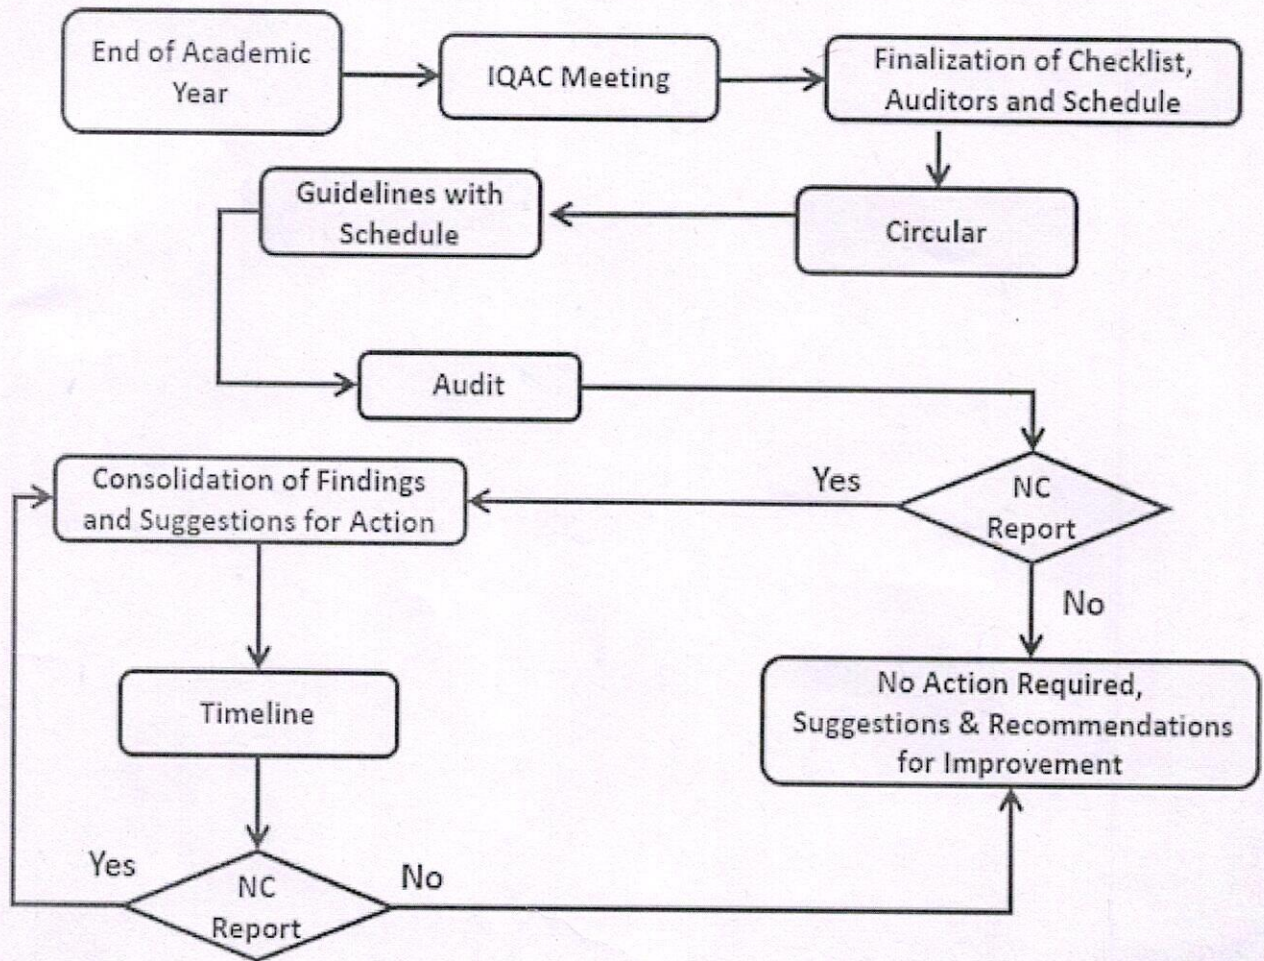 End of Academic
Year
IQAC Meeting
Finalization of Checklist,
Auditors and Schedule
Guidelines with
Schedule
Circular
Audit
Consolidation of Findings
and Suggestions for Action
Yes
NC
Report
No
Timeline
No Action Required,
Suggestions & Recommendations
for Improvement
Yes
NC
Report
No